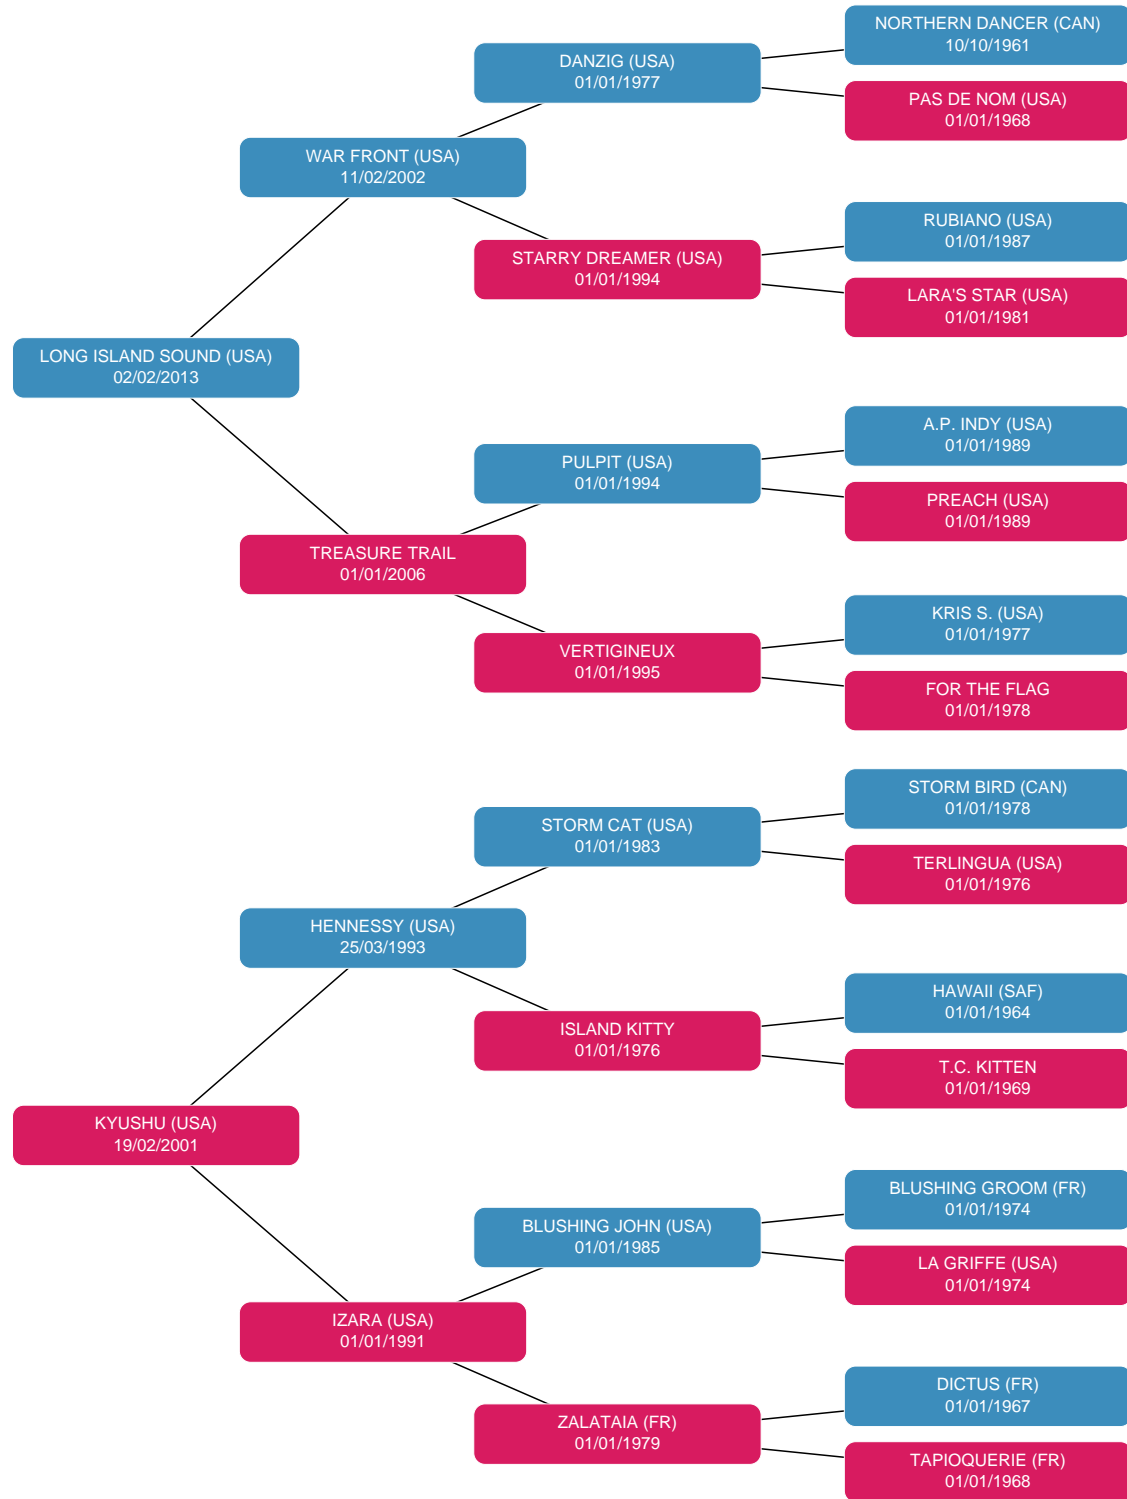 NORTHERN DANCER (CAN)
10/10/1961
DANZIG (USA)
01/01/1977
PAS DE NOM (USA)
01/01/1968
WAR FRONT (USA)
11/02/2002
RUBIANO (USA)
01/01/1987
STARRY DREAMER (USA)
01/01/1994
LARA'S STAR (USA)
01/01/1981
LONG ISLAND SOUND (USA)
02/02/2013
A.P. INDY (USA)
01/01/1989
PULPIT (USA)
01/01/1994
PREACH (USA)
01/01/1989
TREASURE TRAIL
01/01/2006
KRIS S. (USA)
01/01/1977
VERTIGINEUX
01/01/1995
FOR THE FLAG
01/01/1978
STORM BIRD (CAN)
01/01/1978
STORM CAT (USA)
01/01/1983
TERLINGUA (USA)
01/01/1976
HENNESSY (USA)
25/03/1993
HAWAII (SAF)
01/01/1964
ISLAND KITTY
01/01/1976
T.C. KITTEN
01/01/1969
KYUSHU (USA)
19/02/2001
BLUSHING GROOM (FR)
01/01/1974
BLUSHING JOHN (USA)
01/01/1985
LA GRIFFE (USA)
01/01/1974
IZARA (USA)
01/01/1991
DICTUS (FR)
01/01/1967
ZALATAIA (FR)
01/01/1979
TAPIOQUERIE (FR)
01/01/1968